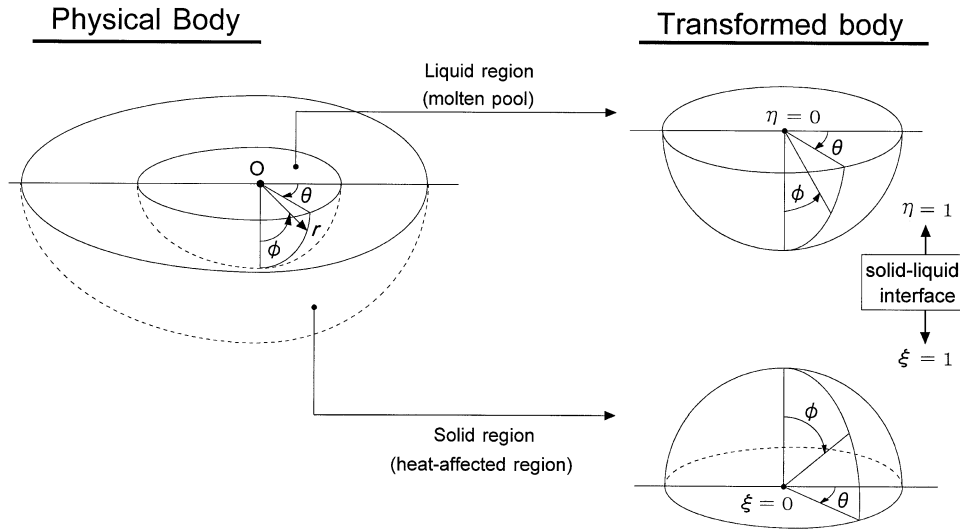 Physical Body
Transformed body
Liquid region
(molten pool)
η = 0
θ
ϕ
O
θ
r
ϕ
η = 1
solid-liquid
interface
ξ = 1
Solid region
(heat-affected region)
ϕ
ξ=0
θ